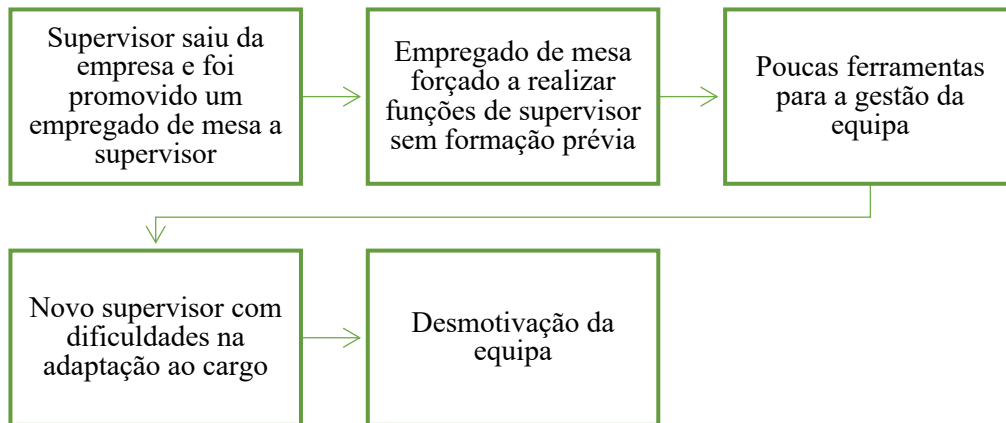 Supervisor saiu da
empresa e foi
promovido um
empregado de mesa a
supervisor
Empregado de mesa
forçado a realizar
funções de supervisor
sem formação prévia
Poucas ferramentas
para a gestão da
equipa
Novo supervisor com
dificuldades na
adaptação ao cargo
Desmotivação da
equipa